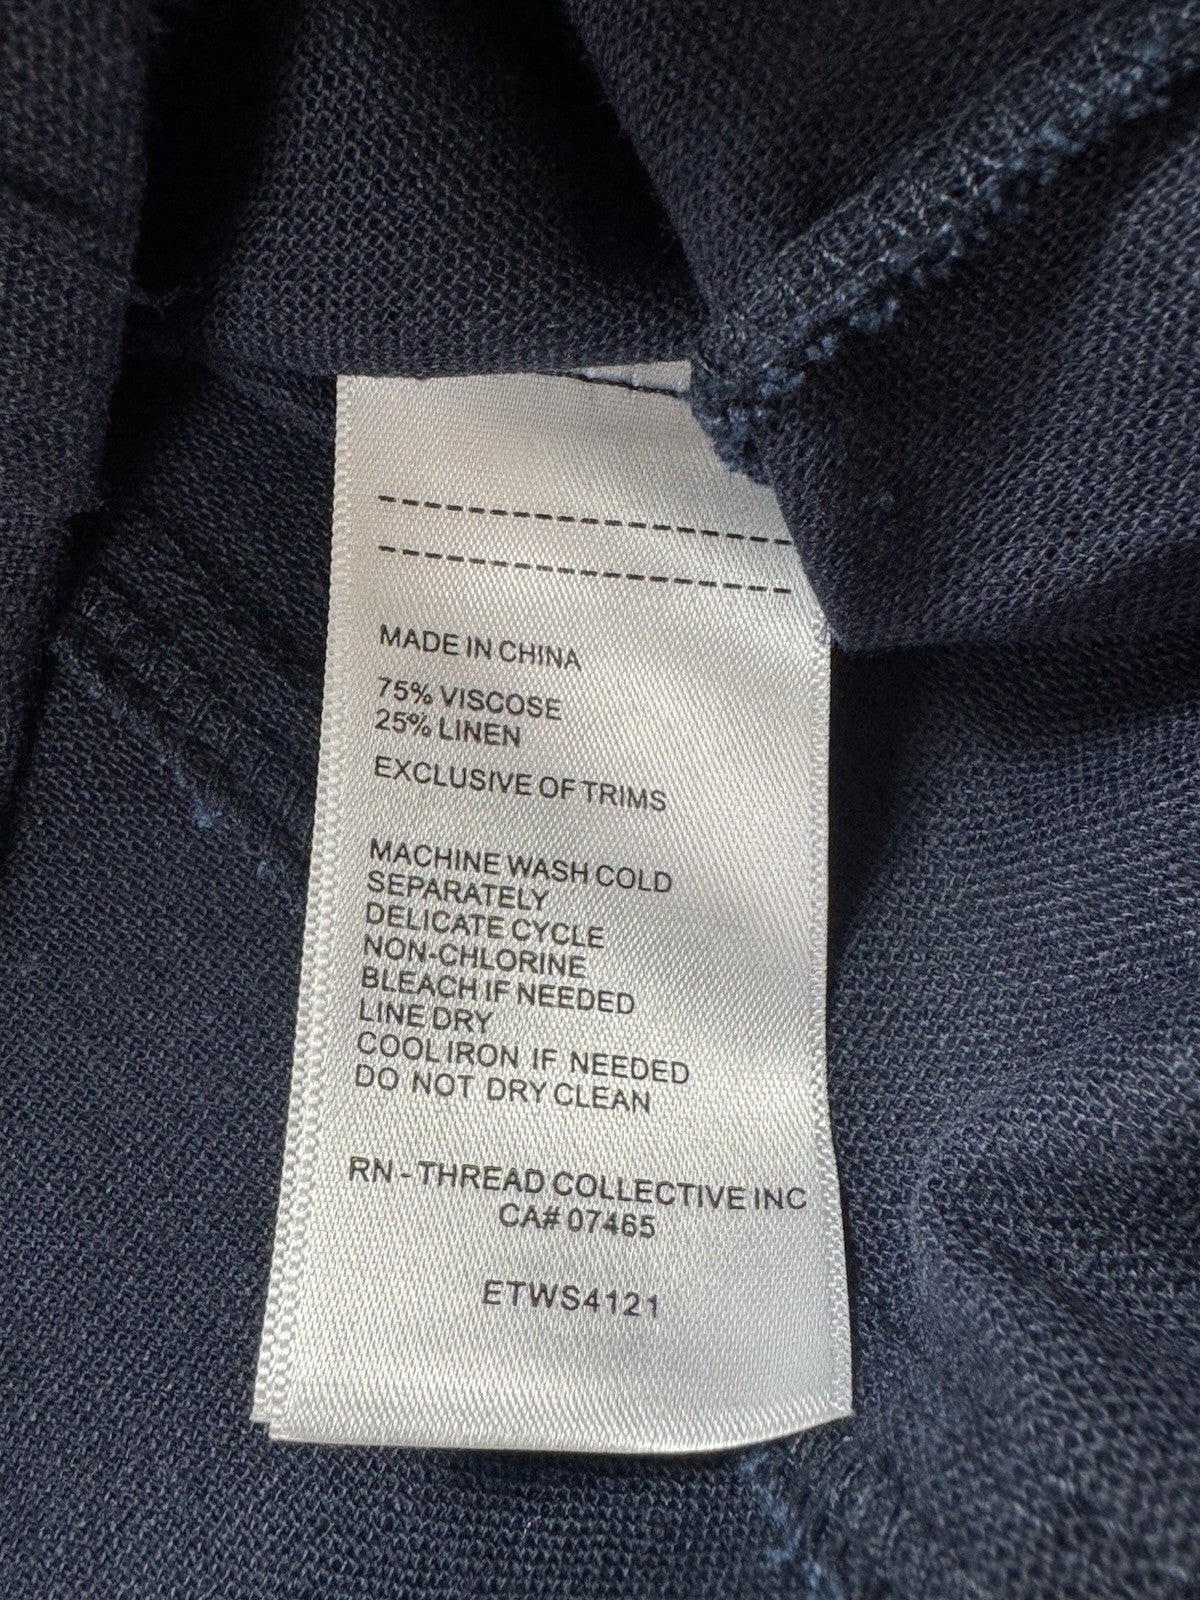 MADE IN CHINA
75% VISCOSE
25% LINEN
EXCLUSIVE OF TRIMS
MACHINE WASH COLD
SEPARATELY
DELICATE CYCLE
NON-CHLORINE
BLEACH IF NEEDED
LINE DRY
COOL IRON IF NEEDED
DO NOT DRY CLEAN
RN - THREAD COLLECTIVE INC
CA# 07465
ETWS4121